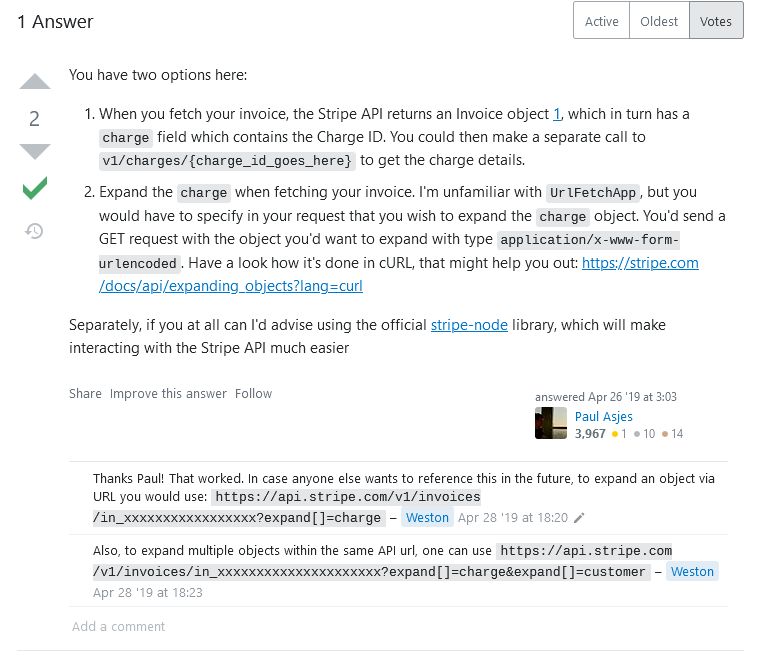 1 Answer
Active Oldest Votes
You have two options here:
2
1. When you fetch your invoice, the Stripe API returns an Invoice object 1, which in turn has a
charge field which contains the Charge ID. You could then make a separate call to
v1/charges/{charge_id_goes_here} to get the charge details.
2. Expand the charge when fetching your invoice. I'm unfamiliar with UrlFetchApp, but you
would have to specify in your request that you wish to expand the charge object. You'd send a
GET request with the object you'd want to expand with type application/x-www-form-
urlencoded. Have a look how it's done in cURL, that might help you out: https://stripe.com
/docs/api/expanding_objects?lang=curl
Separately, if you at all can I'd advise using the official stripe-node library, which will make
interacting with the Stripe API much easier
Share Improve this answer Follow
answered Apr 26 '19 at 3:03
Paul Asjes
3,967 1 10 14
Thanks Paul! That worked. In case anyone else wants to reference this in the future, to expand an object via
URL you would use: https://api.stripe.com/v1/invoices
/in_xxxxxxxxxxxxxxxxx?expand[]=charge – Weston Apr 28 '19 at 18:20
Also, to expand multiple objects within the same API url, one can use https://api.stripe.com
/v1/invoices/in_xxxxxxxxxxxxxxxxxxxxx?expand[]=charge&expand[]=customer – Weston
Apr 28 '19 at 18:23
Add a comment